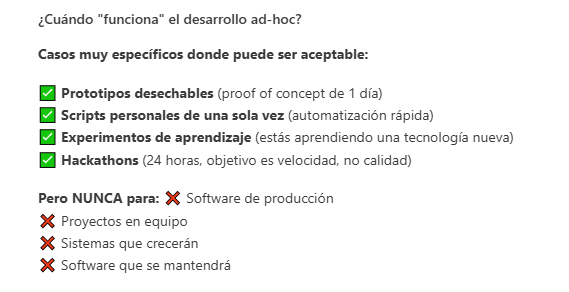 ¿Cuándo "funciona" el desarrollo ad-hoc?
Casos muy específicos donde puede ser aceptable:
✅ Prototipos desechables (proof of concept de 1 día)
✅ Scripts personales de una sola vez (automatización rápida)
✅ Experimentos de aprendizaje (estás aprendiendo una tecnología nueva)
✅ Hackathons (24 horas, objetivo es velocidad, no calidad)
Pero NUNCA para: ❌ Software de producción
❌ Proyectos en equipo
❌ Sistemas que crecerán
❌ Software que se mantendrá